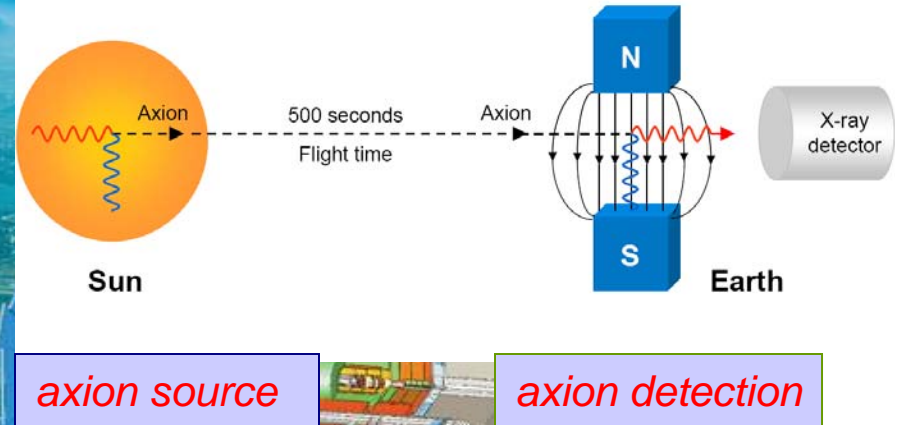 N
Axion
500 seconds
Axion
Flight time
X-ray
detector
S
Sun
Earth
axion source
axion detection